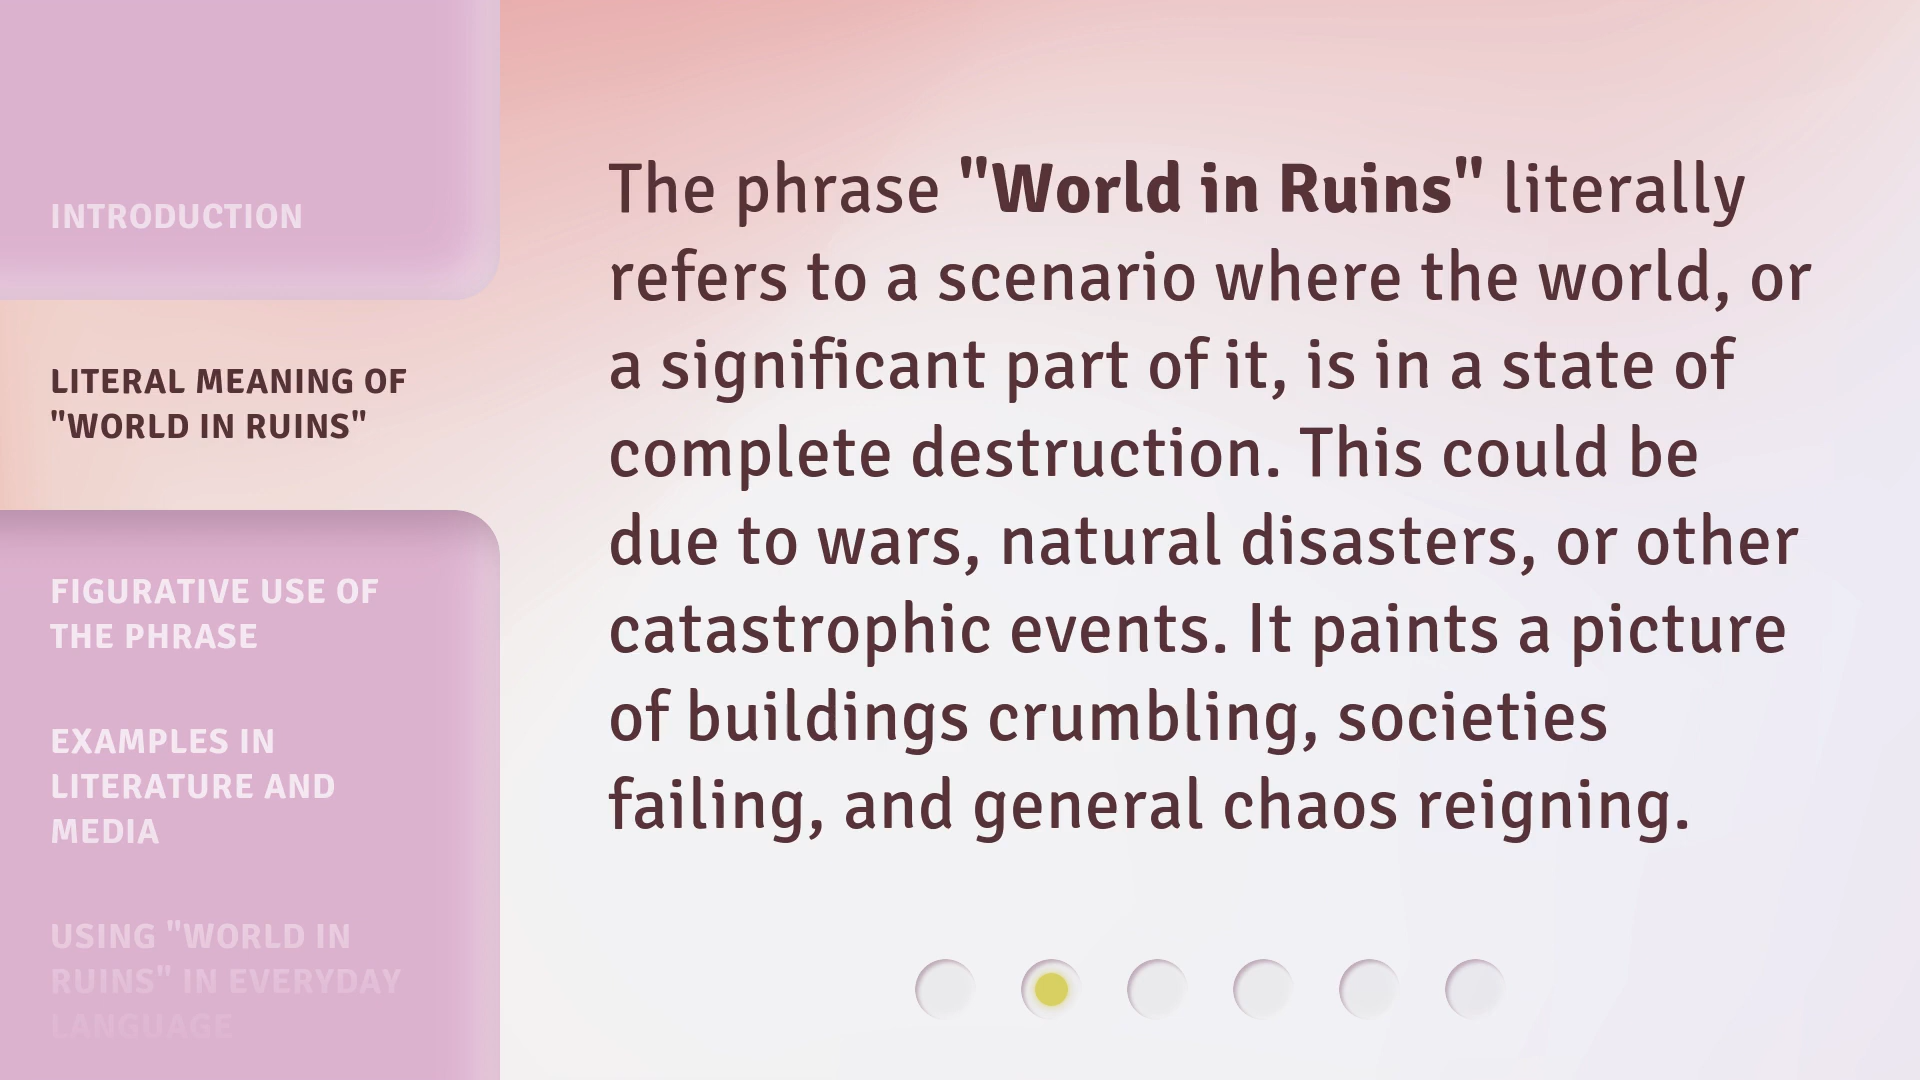 INTRODUCTION
LITERAL MEANING OF
"WORLD IN RUINS"
FIGURATIVE USE OF
THE PHRASE
EXAMPLES IN
LITERATURE AND
MEDIA
USING "WORLD IN
RUINS" IN EVERYDAY
LANGUAGE
The phrase "World in Ruins" literally
refers to a scenario where the world, or
a significant part of it, is in a state of
complete destruction. This could be
due to wars, natural disasters, or other
catastrophic events. It paints a picture
of buildings crumbling, societies
failing, and general chaos reigning.